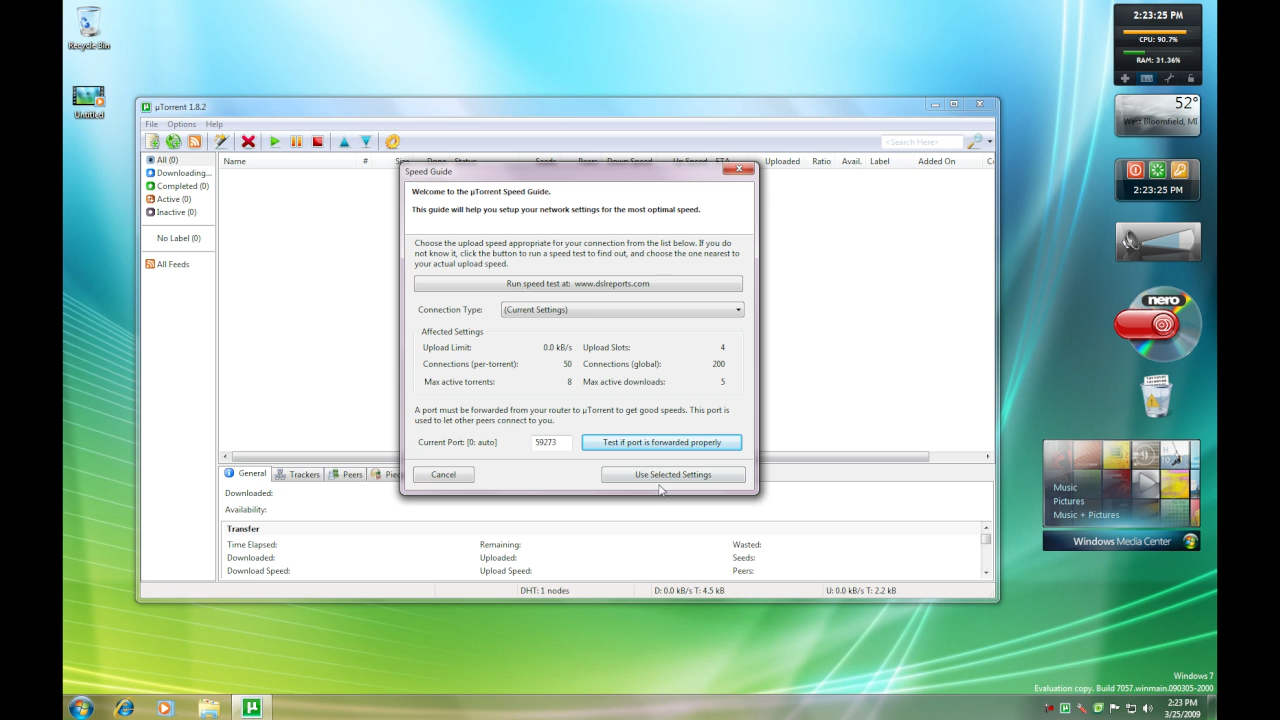 Recycle Bin
Untitled
µTorrent 1.8.2
File Options Help
<Search Here>
All (0)
Downloading...
Completed (0)
Active (0)
Inactive (0)
No Label (0)
All Feeds
Name # Size Done Status Seeds Peers Down Speed Up Speed ETA Uploaded Ratio Avail. Label Added On
Speed Guide
Welcome to the µTorrent Speed Guide.
This guide will help you setup your network settings for the most optimal speed.
Choose the upload speed appropriate for your connection from the list below. If you do
not know it, click the button to run a speed test to find out, and choose the one nearest to
your actual upload speed.
Run speed test at: www.dslreports.com
Connection Type: (Current Settings)
Affected Settings
Upload Limit: 0.0 kB/s Upload Slots: 4
Connections (per-torrent): 50 Connections (global): 200
Max active torrents: 8 Max active downloads: 5
A port must be forwarded from your router to µTorrent to get good speeds. This port is
used to let other peers connect to you.
Current Port: [0: auto] 59273 Test if port is forwarded properly
Cancel Use Selected Settings
General Trackers Peers
Downloaded:
Availability:
Transfer
Time Elapsed: Remaining: Wasted:
Downloaded: Uploaded: Seeds:
Download Speed: Upload Speed: Peers:
DHT: 1 nodes D: 0.0 kB/s T: 4.5 kB U: 0.0 kB/s T: 2.2 kB
2:23:25 PM
CPU: 90.7%
RAM: 31.36%
52°
West Bloomfield, MI
2:23:25 PM
nero
Music
Pictures
Music + Pictures
Windows Media Center
Windows 7
Evaluation copy. Build 7057.winmain.090305-2000
2:23 PM
3/25/2009